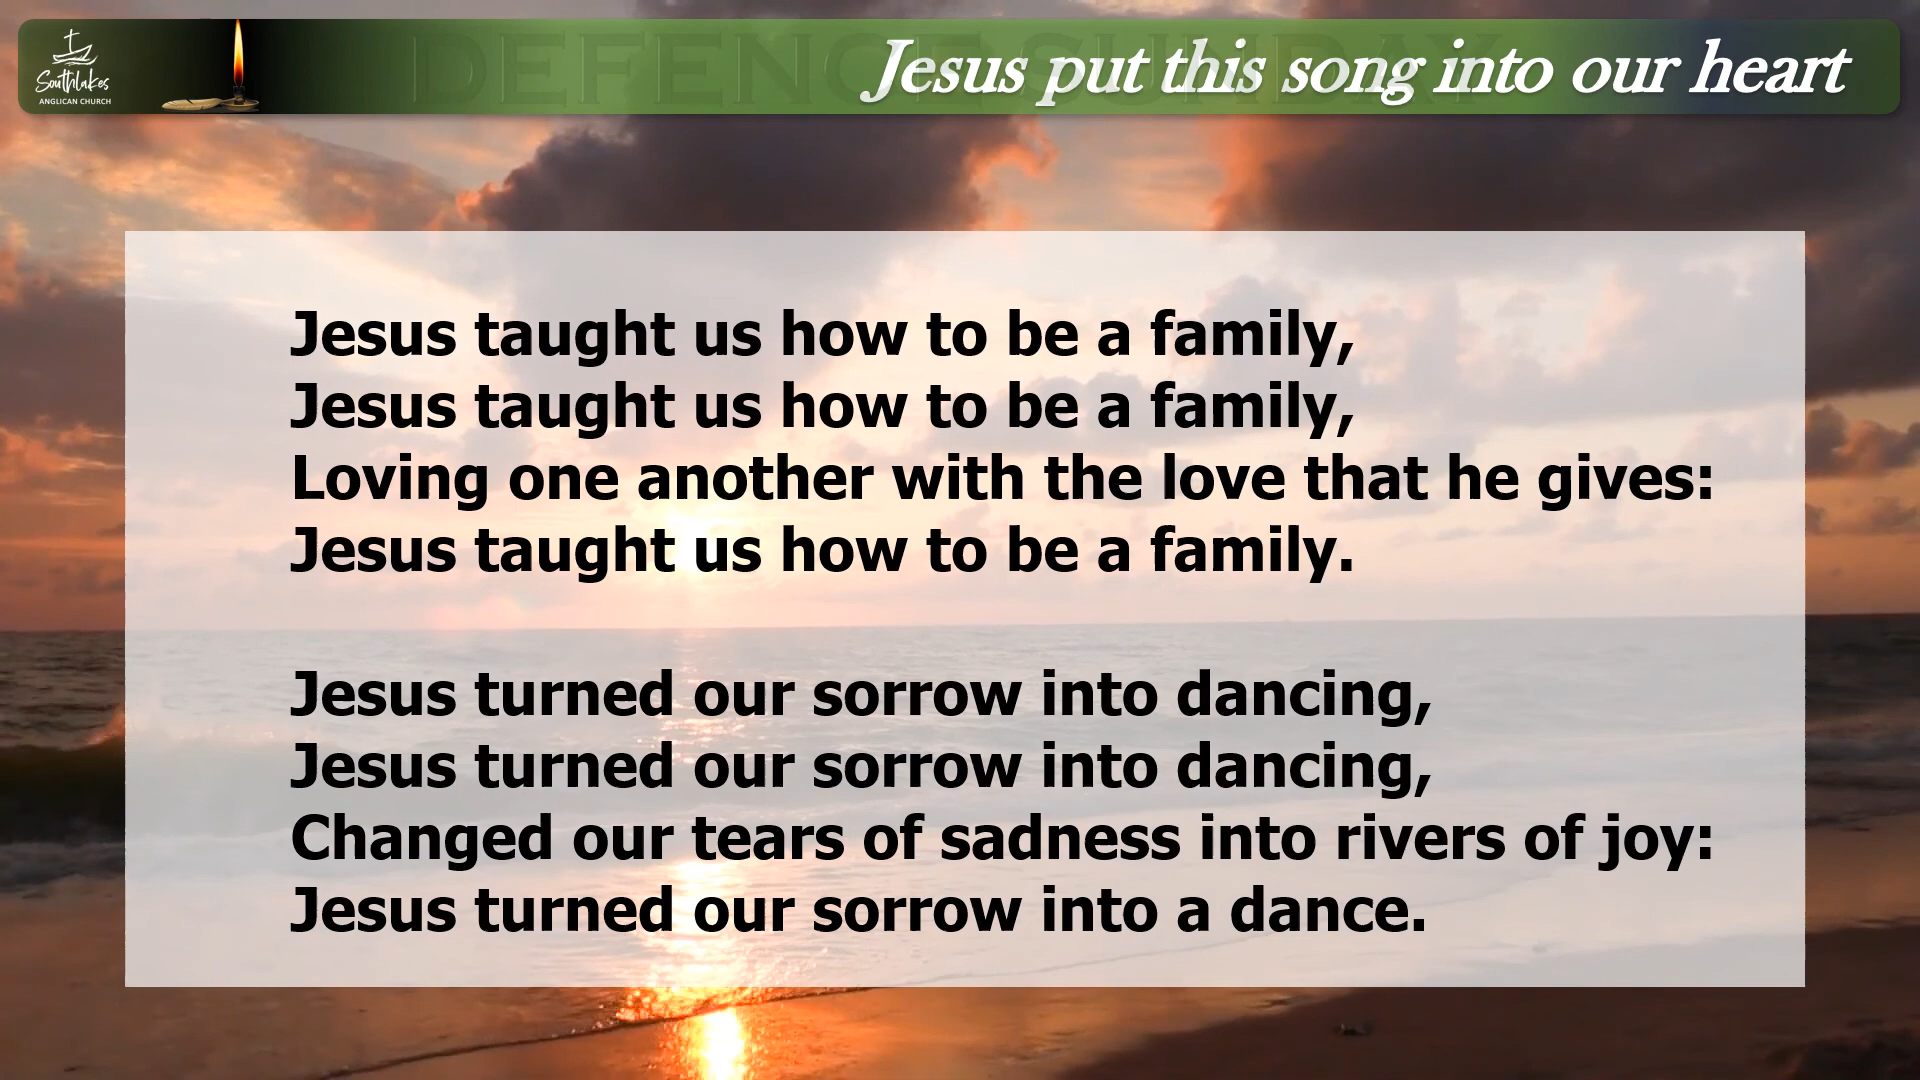 Southlakes
ANGLICAN CHURCH
DEFENCE SUNDAY
Jesus put this song into our heart
Jesus taught us how to be a family,
Jesus taught us how to be a family,
Loving one another with the love that he gives:
Jesus taught us how to be a family.
Jesus turned our sorrow into dancing,
Jesus turned our sorrow into dancing,
Changed our tears of sadness into rivers of joy:
Jesus turned our sorrow into a dance.